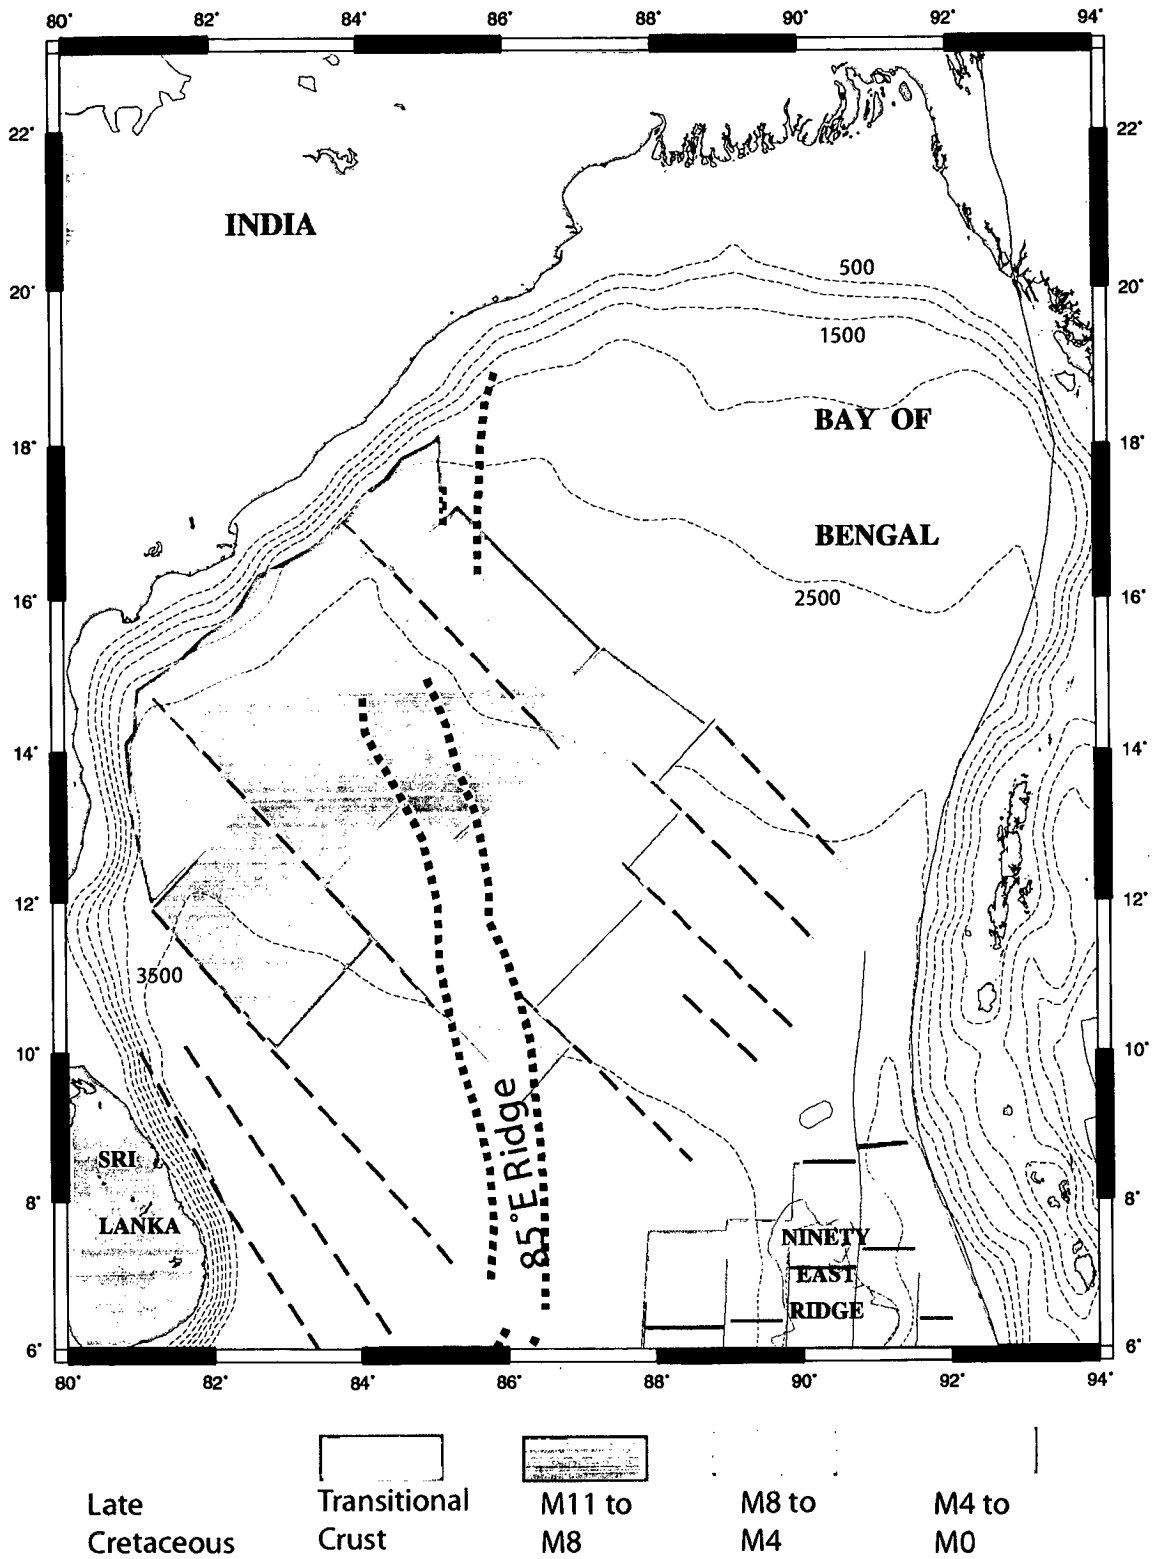 80° 82° 84° 86° 88° 90° 92° 94°
22° 22°
INDIA
500
20° 20°
1500
BAY OF
18° 18°
BENGAL
2500
16° 16°
14° 14°
12° 12°
3500
10° 10°
85°E Ridge
SRI
8° 8°
LANKA
NINETY
EAST
RIDGE
6° 6°
80° 82° 84° 86° 88° 90° 92° 94°
Late Transitional M11 to M8 to M4 to
Cretaceous Crust M8 M4 M0